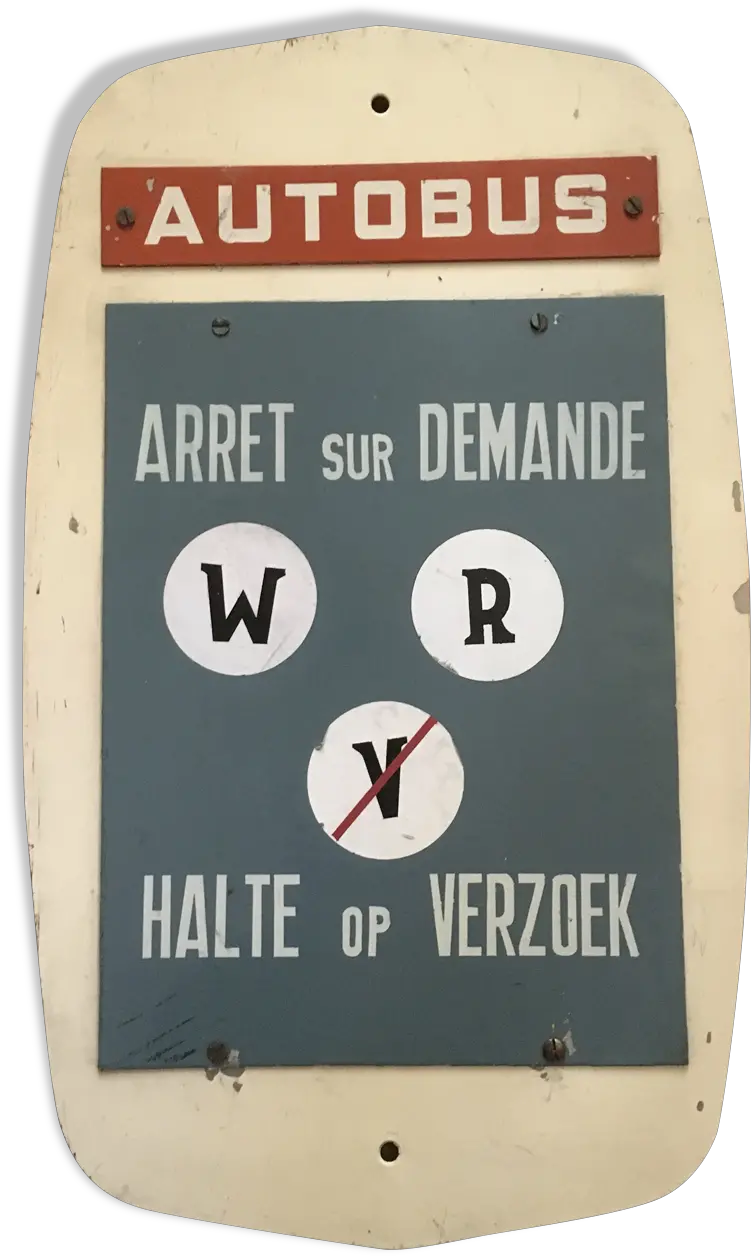 AUTOBUS
ARRET SUR DEMANDE
W R
V
HALTE OP VERZOEK